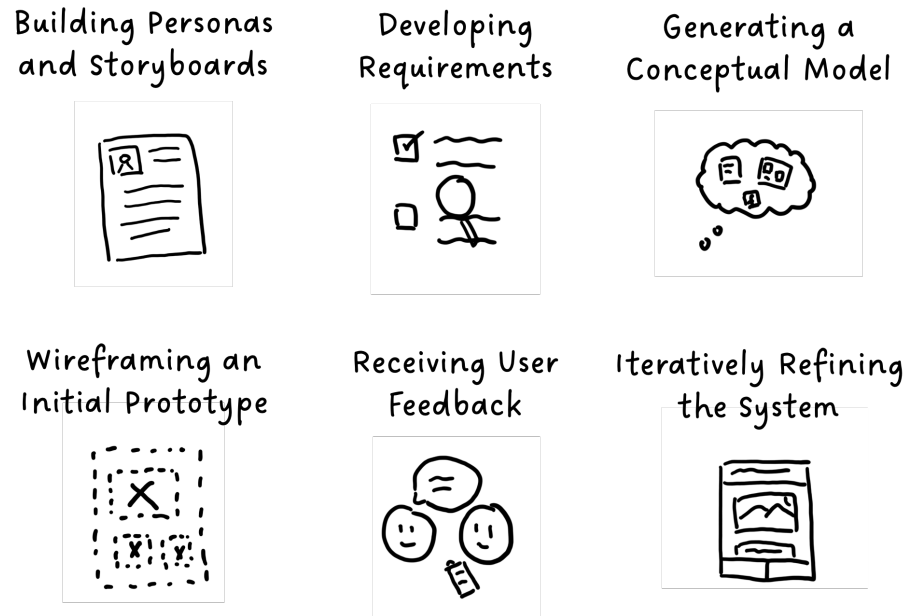 Building Personas
and Storyboards
Developing
Requirements
Generating a
Conceptual Model
Wireframing an
Initial Prototype
Receiving User
Feedback
Iteratively Refining
the System